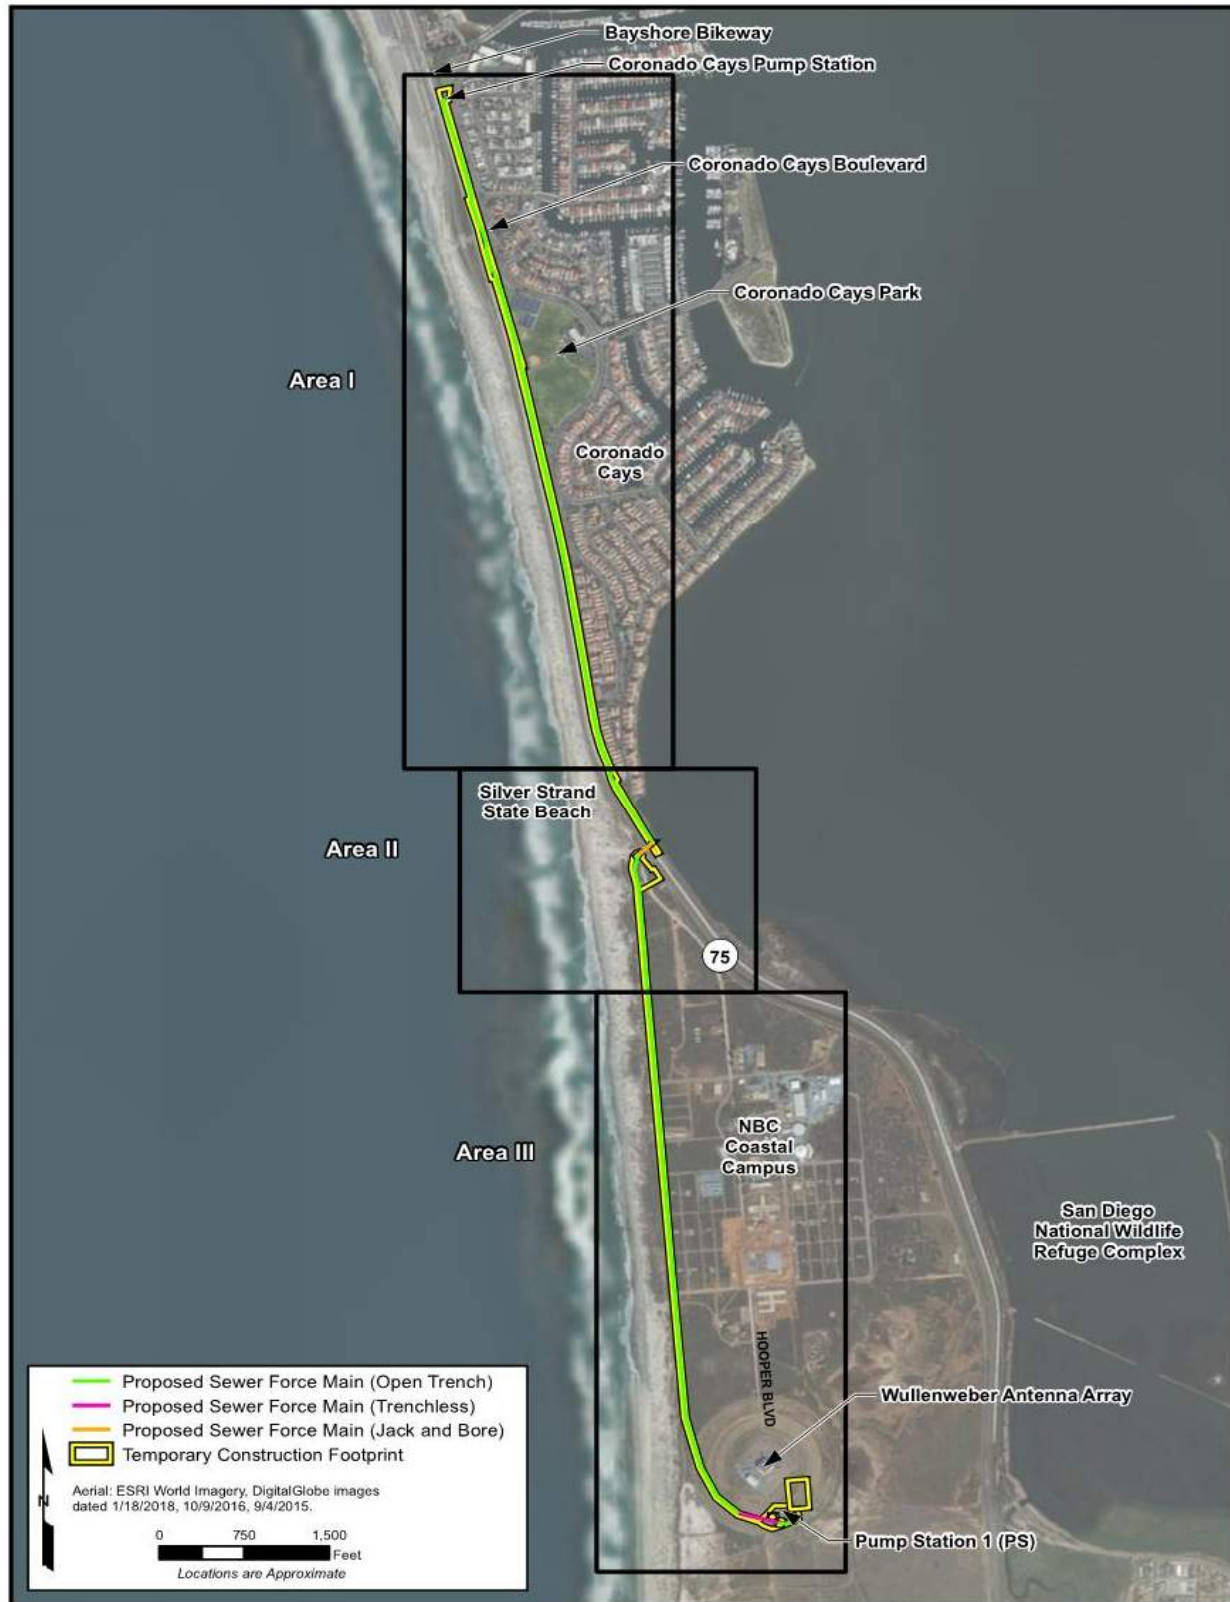 Bayshore Bikeway
Coronado Cays Pump Station
Coronado Cays Boulevard
Coronado Cays Park
Area I
Coronado
Cays
Silver Strand
State Beach
Area II
75
Area III
NBC
Coastal
Campus
San Diego
National Wildlife
Refuge Complex
HOOPER BLVD
Wullenweber Antenna Array
Pump Station 1 (PS)
Proposed Sewer Force Main (Open Trench)
Proposed Sewer Force Main (Trenchless)
Proposed Sewer Force Main (Jack and Bore)
Temporary Construction Footprint
N
Aerial: ESRI World Imagery, DigitalGlobe images
dated 1/18/2018, 10/9/2016, 9/4/2015.
0 750 1,500
Feet
Locations are Approximate